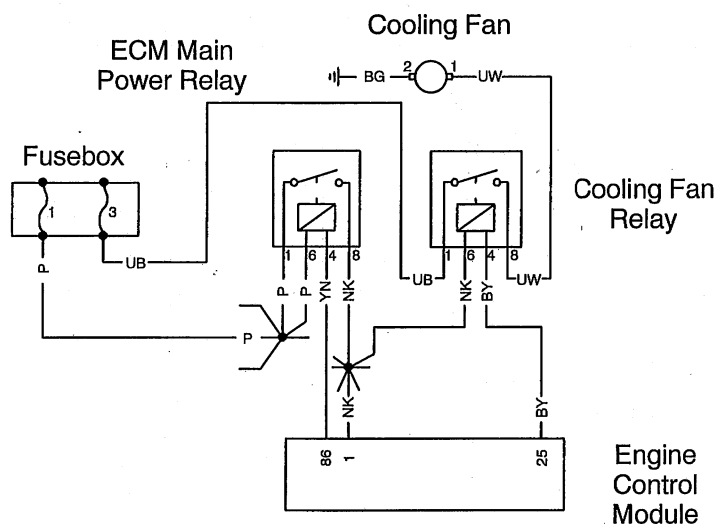 Cooling Fan
ECM Main
Power Relay
2 1
BG UW
Fusebox
Cooling Fan
Relay
1 3
1 6 4 8
1 6 4 8
P
UB
UB
UW
P P YN NK
NK BY
P
NK
BY
86 1 25
Engine
Control
Module